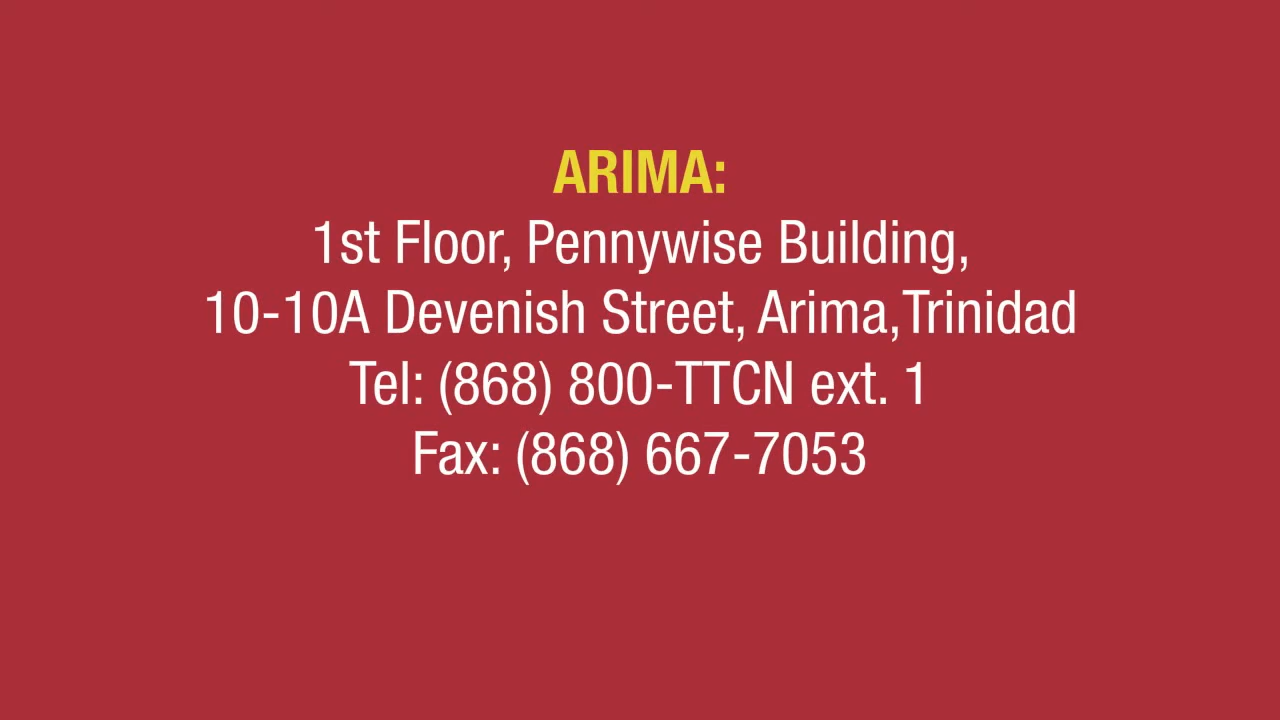 ARIMA:
1st Floor, Pennywise Building,
10-10A Devenish Street, Arima,Trinidad
Tel: (868) 800-TTCN ext. 1
Fax: (868) 667-7053